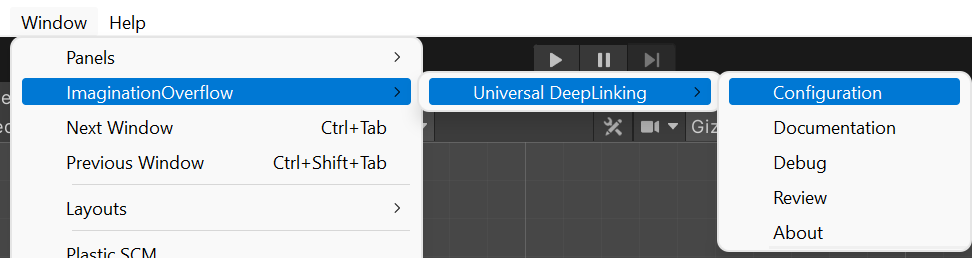 Window Help
Panels
ImaginationOverflow Universal DeepLinking Configuration
Next Window Ctrl+Tab Giz Documentation
Previous Window Ctrl+Shift+Tab Debug
Review
Layouts
About
Plastic SCM